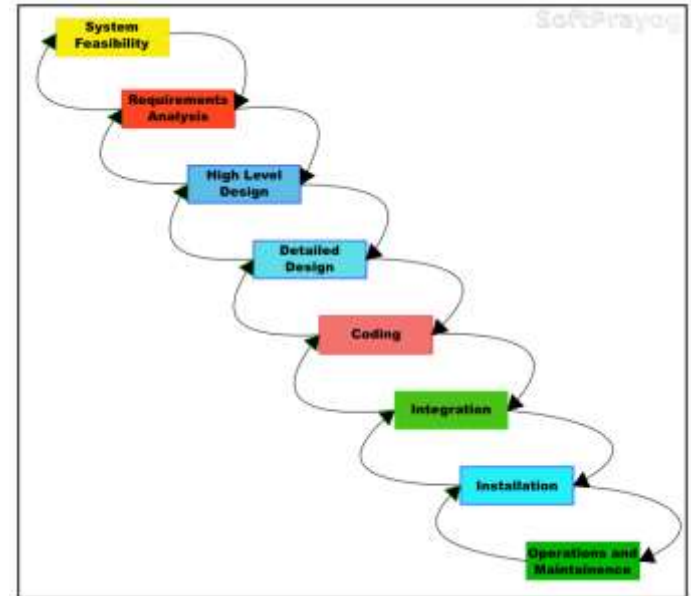 SoftPrayog
System
Feasibility
Requirements
Analysis
High Level
Design
Detailed
Design
Coding
Integration
Installation
Operations and
Maintainence